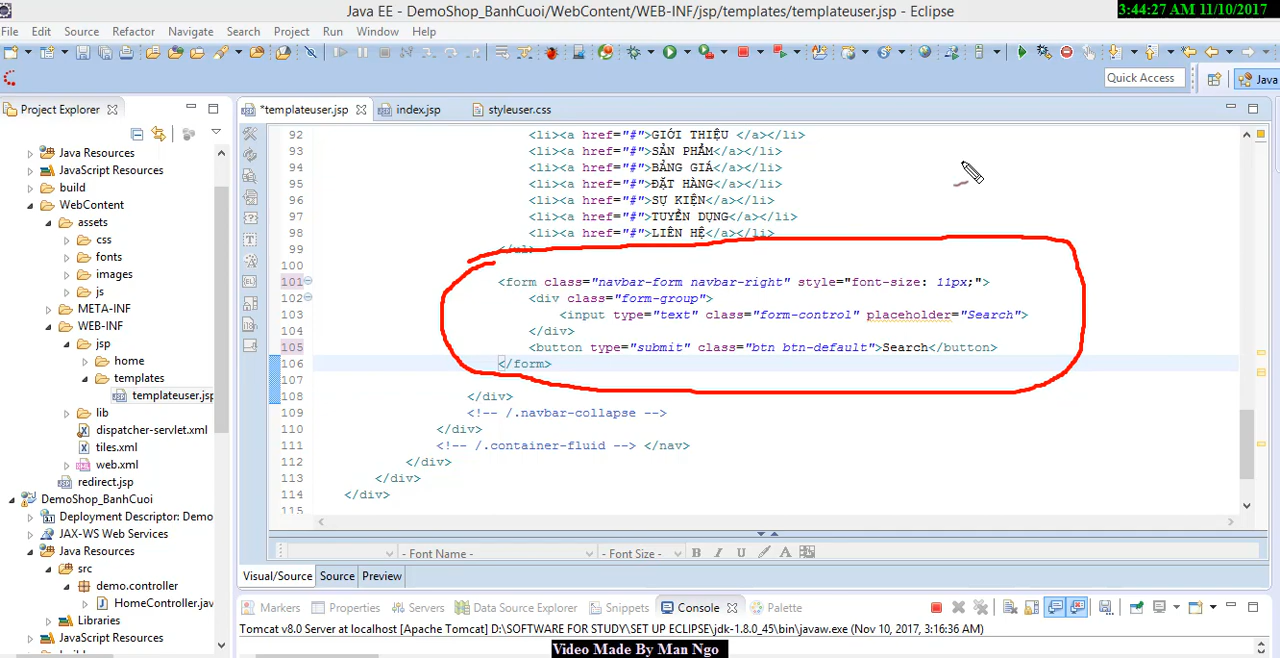 Java EE - DemoShop_BanhCuoi/WebContent/WEB-INF/jsp/templates/templateuser.jsp - Eclipse
3:44:27 AM 11/10/2017
File Edit Source Refactor Navigate Search Project Run Window Help
Quick Access
Java
Project Explorer
*templateuser.jsp
index.jsp
styleuser.css
Java Resources
JavaScript Resources
build
WebContent
assets
css
fonts
images
js
META-INF
WEB-INF
jsp
home
templates
templateuser.jsp
lib
dispatcher-servlet.xml
tiles.xml
web.xml
redirect.jsp
DemoShop_BanhCuoi
Deployment Descriptor: Demo
JAX-WS Web Services
Java Resources
src
demo.controller
HomeController.jav
Libraries
JavaScript Resources
92 <li><a href="#">GIỚI THIỆU </a></li>
93 <li><a href="#">SẢN PHẨM</a></li>
94 <li><a href="#">BẢNG GIÁ</a></li>
95 <li><a href="#">ĐẶT HÀNG</a></li>
96 <li><a href="#">SỰ KIỆN</a></li>
97 <li><a href="#">TUYỂN DỤNG</a></li>
98 <li><a href="#">LIÊN HỆ</a></li>
99 </ul>
100
101 <form class="navbar-form navbar-right" style="font-size: 11px;">
102 <div class="form-group">
103 <input type="text" class="form-control" placeholder="Search">
104 </div>
105 <button type="submit" class="btn btn-default">Search</button>
106 </form>
107
108 </div>
109 <!-- /.navbar-collapse -->
110 </div>
111 <!-- /.container-fluid --> </nav>
112 </div>
113 </div>
114 </div>
115
- Font Name -
- Font Size -
B I U A
Visual/Source Source Preview
Markers Properties Servers Data Source Explorer Snippets Console Palette
Tomcat v8.0 Server at localhost [Apache Tomcat] D:\SOFTWARE FOR STUDY\SET UP ECLIPSE\jdk-1.8.0_45\bin\javaw.exe (Nov 10, 2017, 3:16:36 AM)
Video Made By Man Ngo